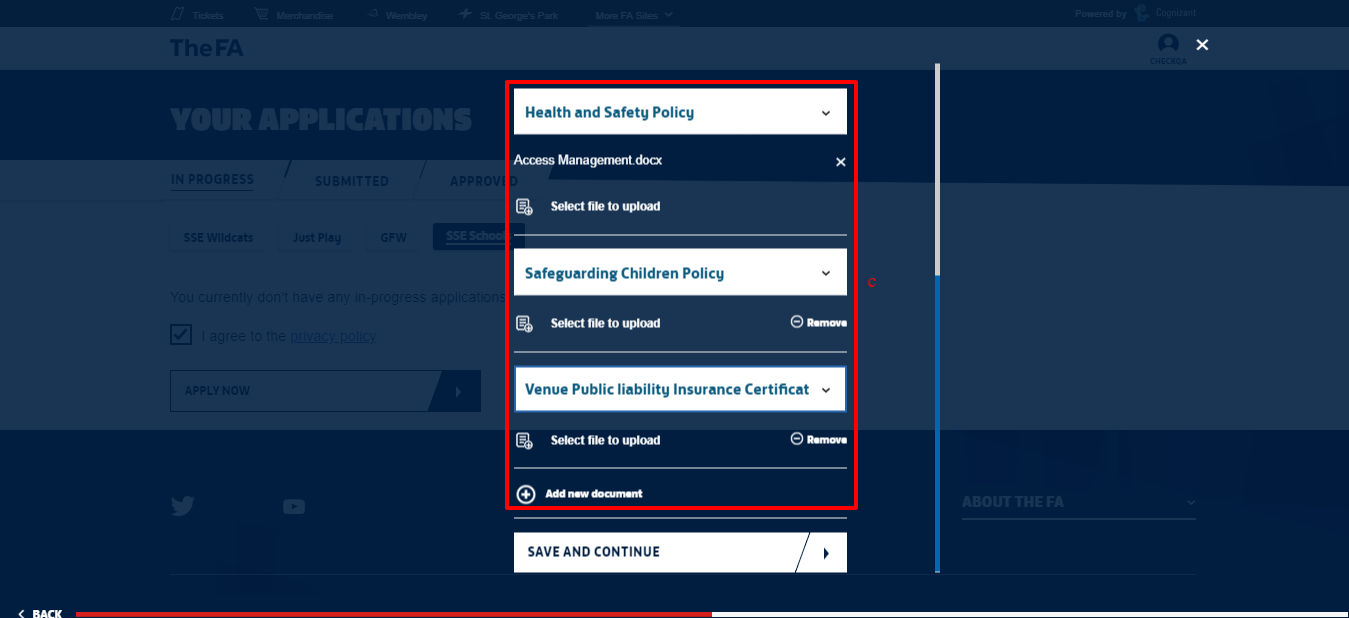 Tickets Merchandise Wembley St. George's Park More FA Sites Powered by Cognizant
TheFA
CHECKQA
YOUR APPLICATIONS
IN PROGRESS SUBMITTED APPROVED
SSE Wildcats Just Play GFW SSE Schools
You currently don't have any in-progress applications
I agree to the privacy policy
APPLY NOW
Health and Safety Policy
Access Management.docx
Select file to upload
Safeguarding Children Policy
Select file to upload Remove
c
Venue Public liability Insurance Certificat
Select file to upload Remove
Add new document
SAVE AND CONTINUE
ABOUT THE FA
BACK